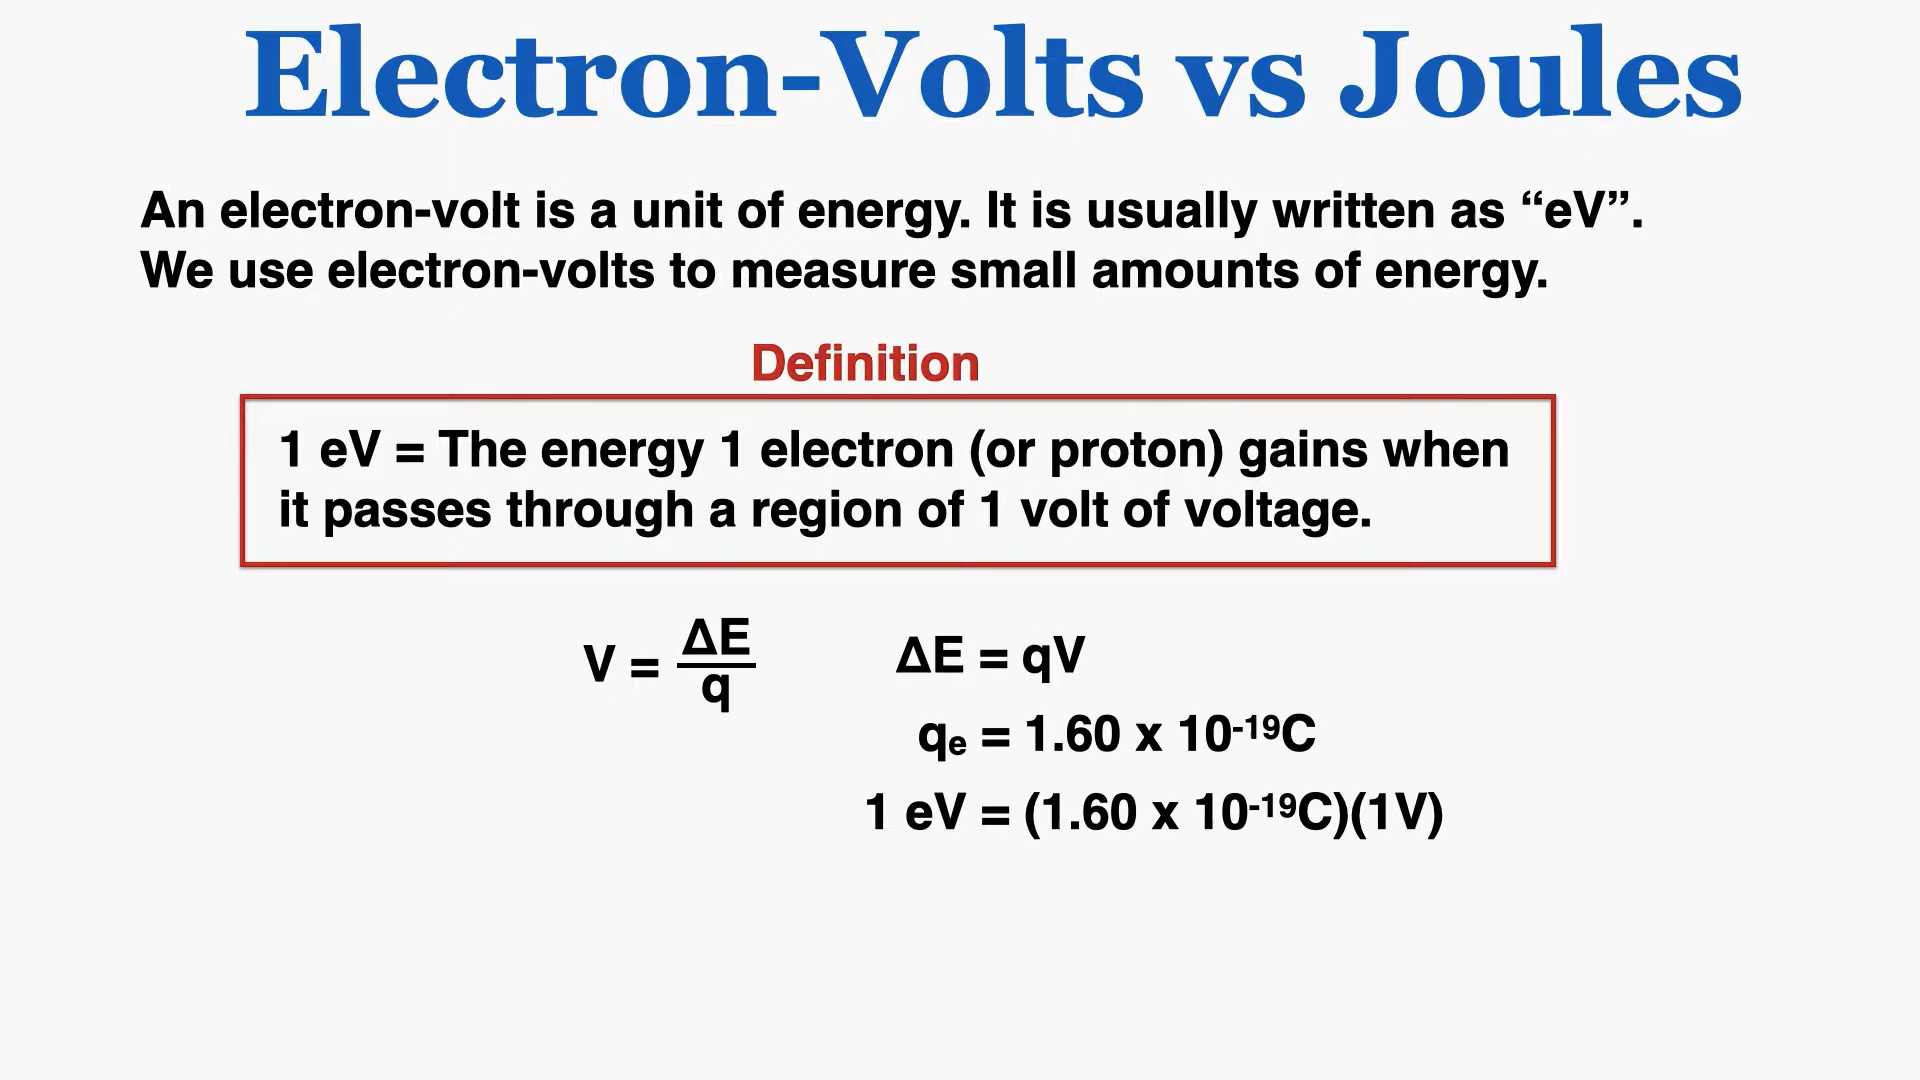 Electron-Volts vs Joules
An electron-volt is a unit of energy. It is usually written as “eV”.
We use electron-volts to measure small amounts of energy.
Definition
1 eV = The energy 1 electron (or proton) gains when
it passes through a region of 1 volt of voltage.
V = ΔE/q
ΔE = qV
qₑ = 1.60 x 10⁻¹⁹C
1 eV = (1.60 x 10⁻¹⁹C)(1V)